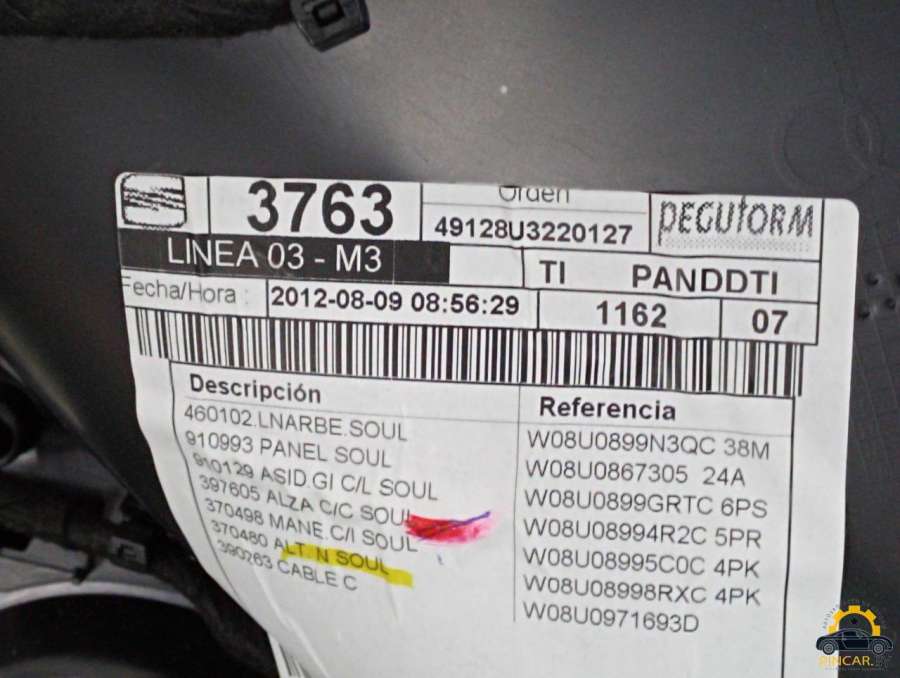 3763
Orden
49128U3220127
PEGUFORM
LINEA 03 - M3
TI PANDDTI
Fecha/Hora :
2012-08-09 08:56:29
1162
07
Descripción
Referencia
460102.LNARBE.SOUL
W08U0899N3QC 38M
910993 PANEL SOUL
W08U0867305 24A
910129 ASID.GI C/L SOUL
W08U0899GRTC 6PS
397605 ALZA C/C SOUL
W08U08994R2C 5PR
370498 MANE.C/I SOUL
W08U08995C0C 4PK
370480 ALT. N SOUL
W08U08998RXC 4PK
390263 CABLE C
W08U0971693D
PINCAR.BY